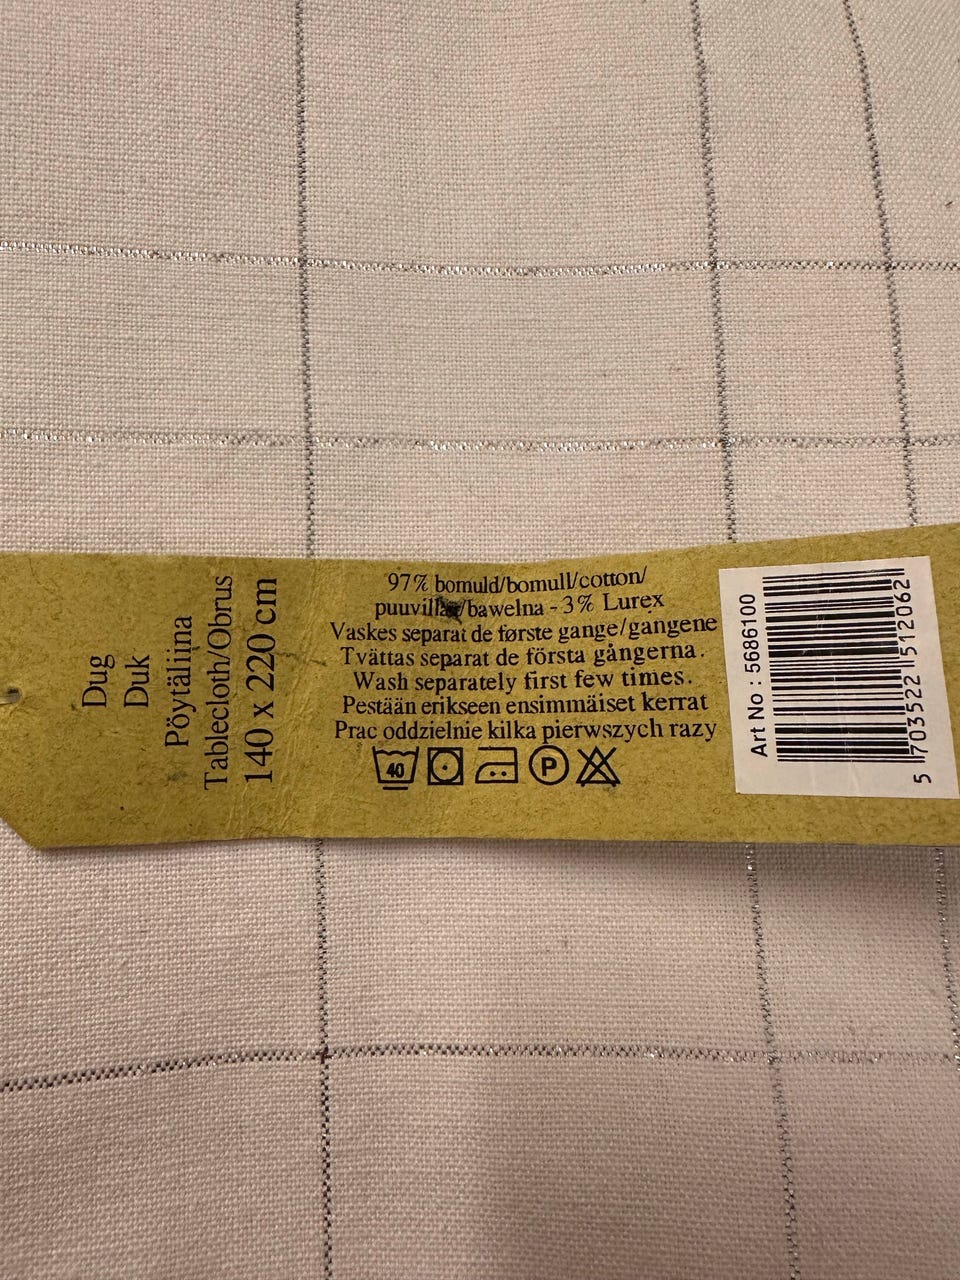 Dug
Duk
Pöytäliina
Tablecloth/Obrus
140 x 220 cm
97% bomuld/bomull/cotton/
puuvillaa/bawelna - 3% Lurex
Vaskes separat de første gange/gangene
Tvättas separat de första gångerna.
Wash separately first few times.
Pestään erikseen ensimmäiset kerrat
Prac oddzielnie kilka pierwszych razy
40 P
Art No : 5686100
5 703522 512062